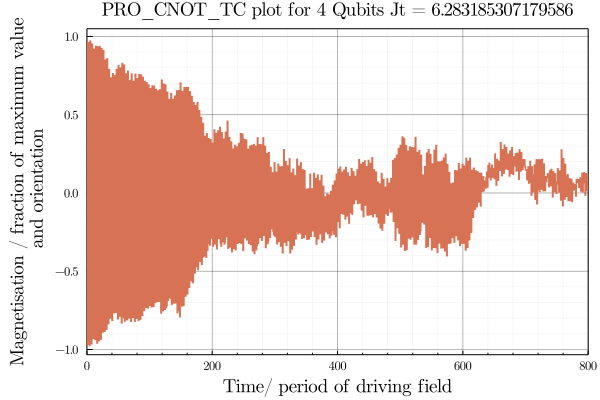 PRO_CNOT_TC plot for 4 Qubits Jt = 6.283185307179586
Magnetisation / fraction of maximum value
and orientation
1.0
0.5
0.0
−0.5
−1.0
0 200 400 600 800
Time/ period of driving field